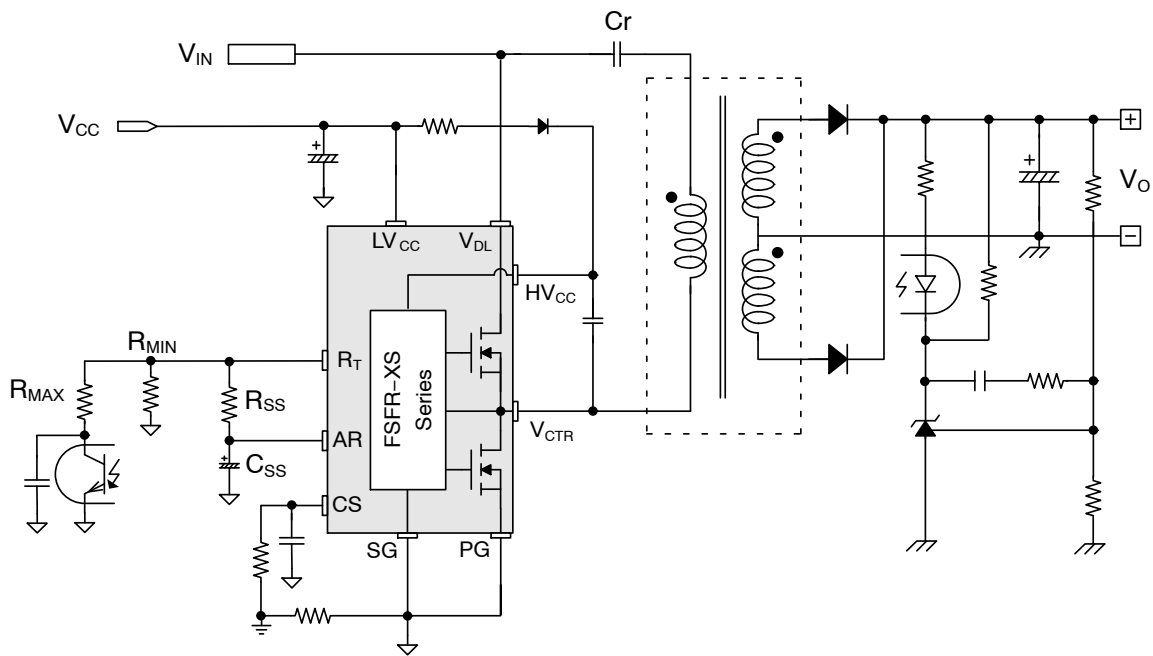 Cr
VIN
VCC
+
LVCC
VDL
HVCC
RMIN
RT
RMAX
RSS
FSFR-XS
Series
AR
VCTR
+
CSS
CS
SG
PG
+
+
VO
−